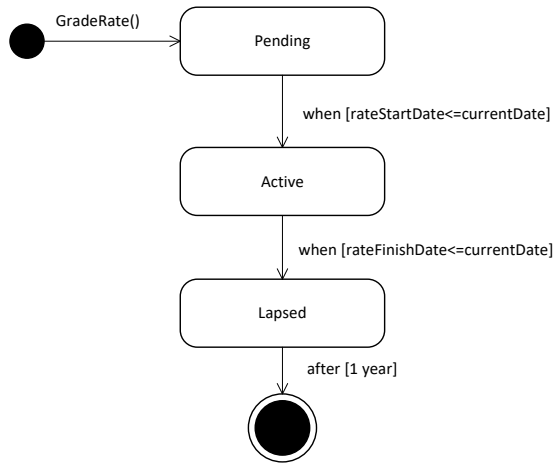 GradeRate()
Pending
when [rateStartDate<=currentDate]
Active
when [rateFinishDate<=currentDate]
Lapsed
after [1 year]